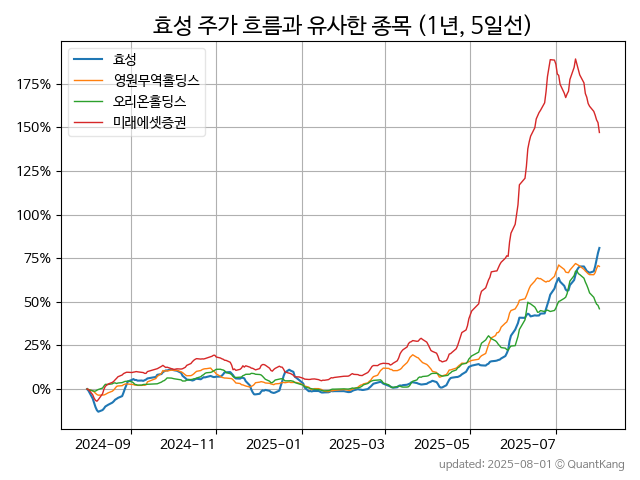 효성 주가 흐름과 유사한 종목 (1년, 5일선)
효성
영원무역홀딩스
오리온홀딩스
미래에셋증권
175%
150%
125%
100%
75%
50%
25%
0%
2024-09 2024-11 2025-01 2025-03 2025-05 2025-07
updated: 2025-08-01 © QuantKang